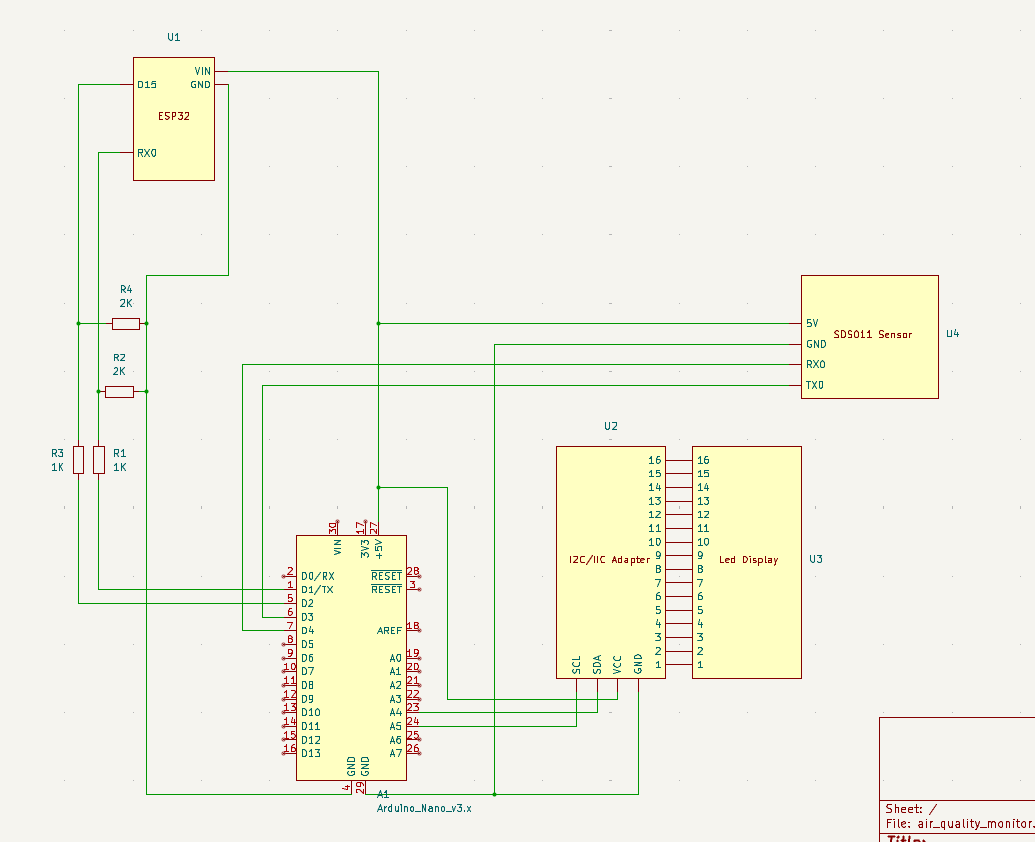 U1
VIN
D15
GND
ESP32
RX0
R4
2K
R2
2K
R3
1K
R1
1K
5V
GND
RX0
TX0
SDS011 Sensor
U4
U2
16 16
15 15
14 14
13 13
12 12
11 11
10 10
9 9
8 8
7 7
6 6
5 5
4 4
3 3
2 2
1 1
I2C/IIC Adapter
Led Display
U3
SCL
SDA
VCC
GND
30
17
27
VIN
3V3
+5V
2 D0/RX
1 D1/TX
5 D2
6 D3
7 D4
8 D5
9 D6
10 D7
11 D8
12 D9
13 D10
14 D11
15 D12
16 D13
RESET 28
RESET 3
AREF 18
A0 19
A1 20
A2 21
A3 22
A4 23
A5 24
A6 25
A7 26
GND
GND
4
29
A1
Arduino_Nano_v3.x
Sheet: /
File: air_quality_monitor.
Title: